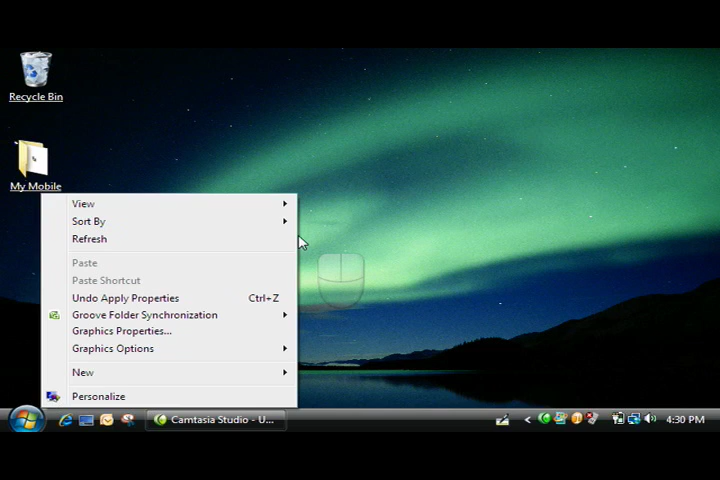 Recycle Bin
My Mobile
View
Sort By
Refresh
Paste
Paste Shortcut
Undo Apply Properties Ctrl+Z
Groove Folder Synchronization
Graphics Properties...
Graphics Options
New
Personalize
Camtasia Studio - U...
4:30 PM